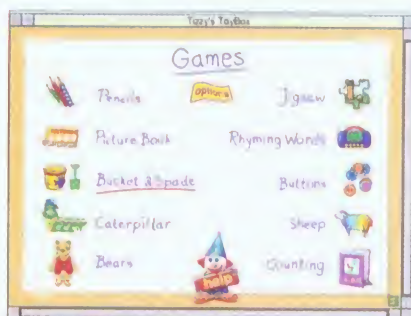 Tizzy's ToyBox
Games
Pencils
options
Jigsaw
Picture Book
Rhyming Words
Bucket & Spade
Buttons
Caterpillar
Sheep
Bears
help
Counting